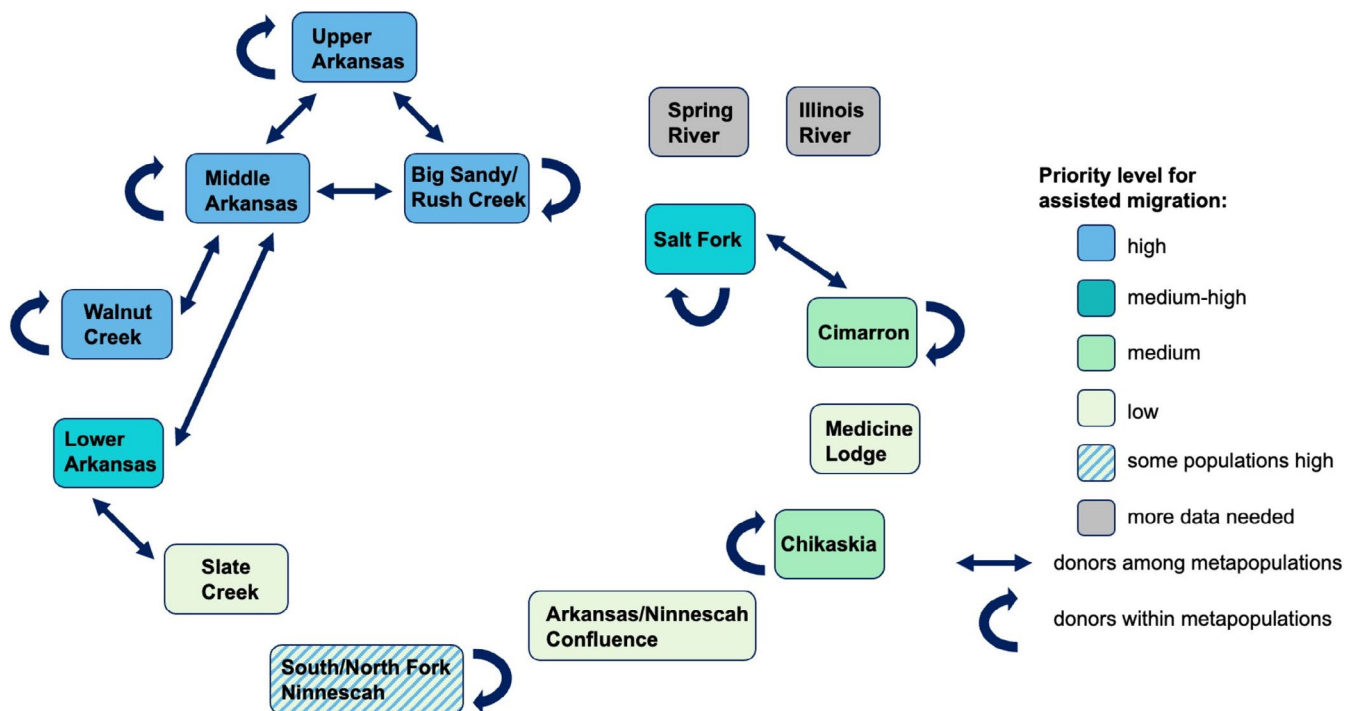 Upper
Arkansas
Middle
Arkansas
Big Sandy/
Rush Creek
Walnut
Creek
Lower
Arkansas
Slate
Creek
South/North Fork
Ninnescah
Arkansas/Ninnescah
Confluence
Spring
River
Illinois
River
Salt Fork
Cimarron
Medicine
Lodge
Chikaskia
Priority level for
assisted migration:
high
medium-high
medium
low
some populations high
more data needed
donors among metapopulations
donors within metapopulations